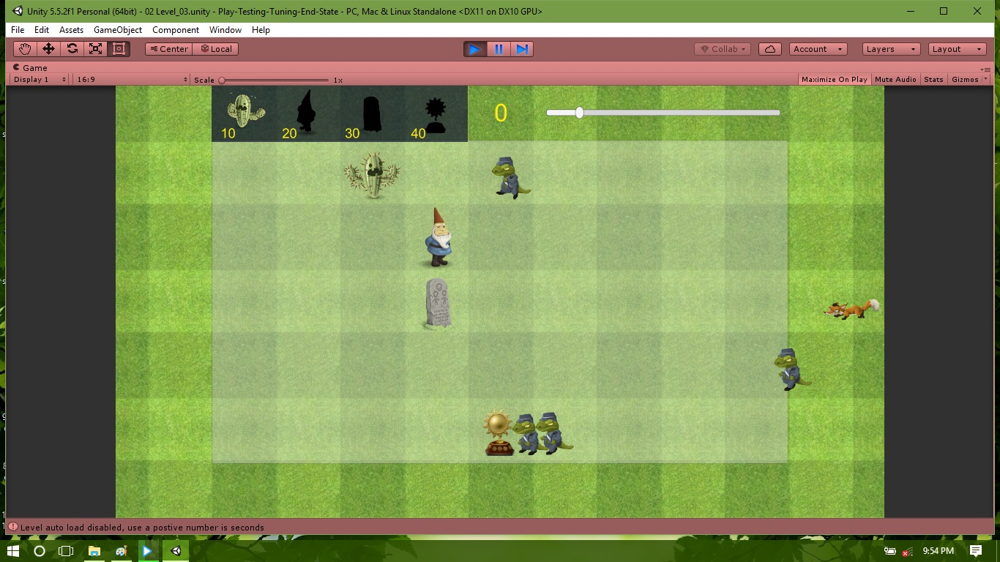 Unity 5.5.2f1 Personal (64bit) - 02 Level_03.unity - Play-Testing-Tuning-End-State - PC, Mac & Linux Standalone <DX11 on DX10 GPU>
File Edit Assets GameObject Component Window Help
Center Local Collab Account Layers Layout
Game
Display 1 16:9 Scale 1x Maximize On Play Mute Audio Stats Gizmos
0
10 20 30 40
Level auto load disabled, use a postive number is seconds
9:54 PM